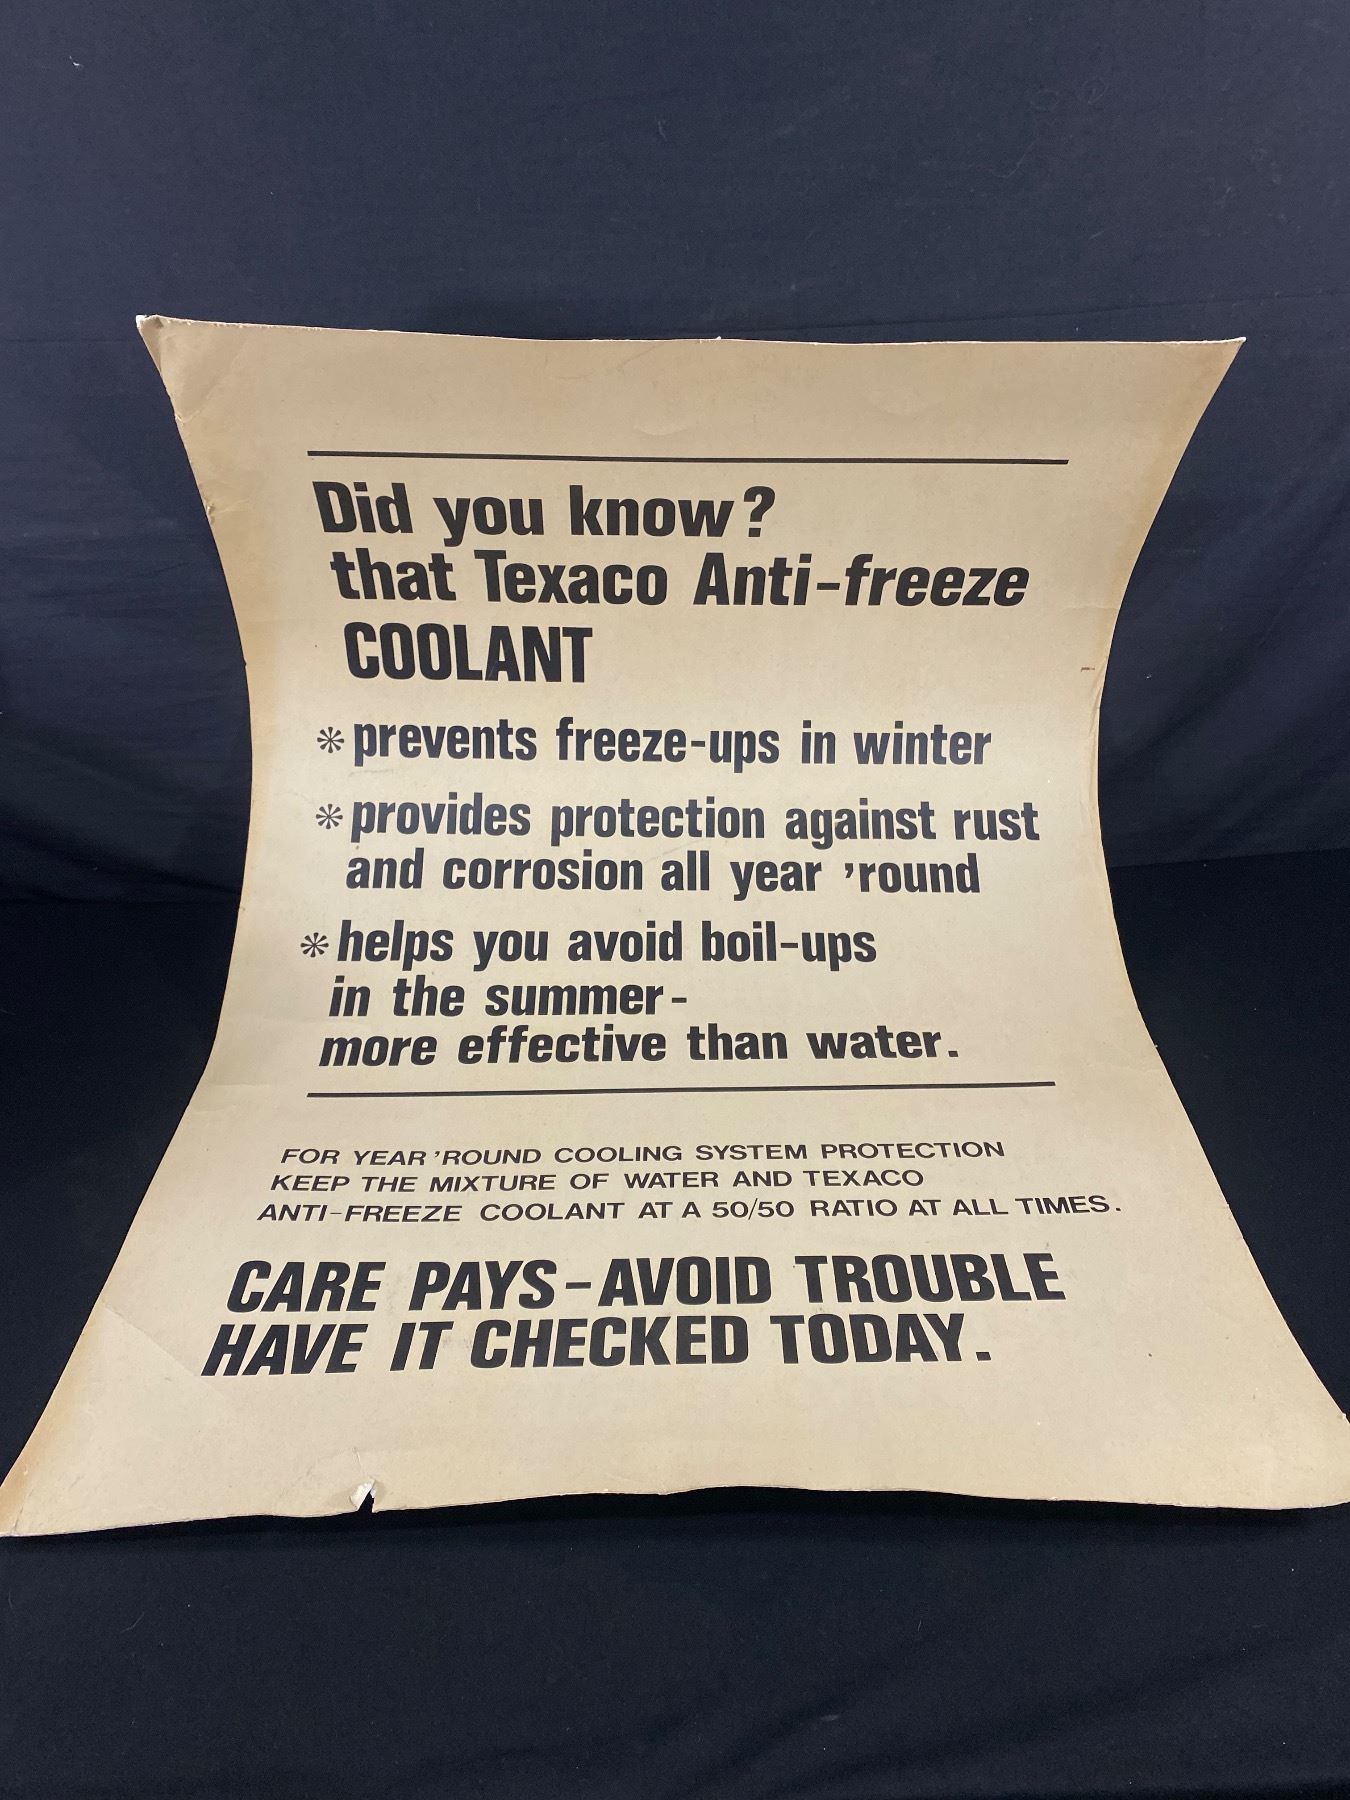 Did you know?
that Texaco Anti-freeze
COOLANT
* prevents freeze-ups in winter
* provides protection against rust
and corrosion all year 'round
* helps you avoid boil-ups
in the summer-
more effective than water.
FOR YEAR 'ROUND COOLING SYSTEM PROTECTION
KEEP THE MIXTURE OF WATER AND TEXACO
ANTI-FREEZE COOLANT AT A 50/50 RATIO AT ALL TIMES.
CARE PAYS-AVOID TROUBLE
HAVE IT CHECKED TODAY.